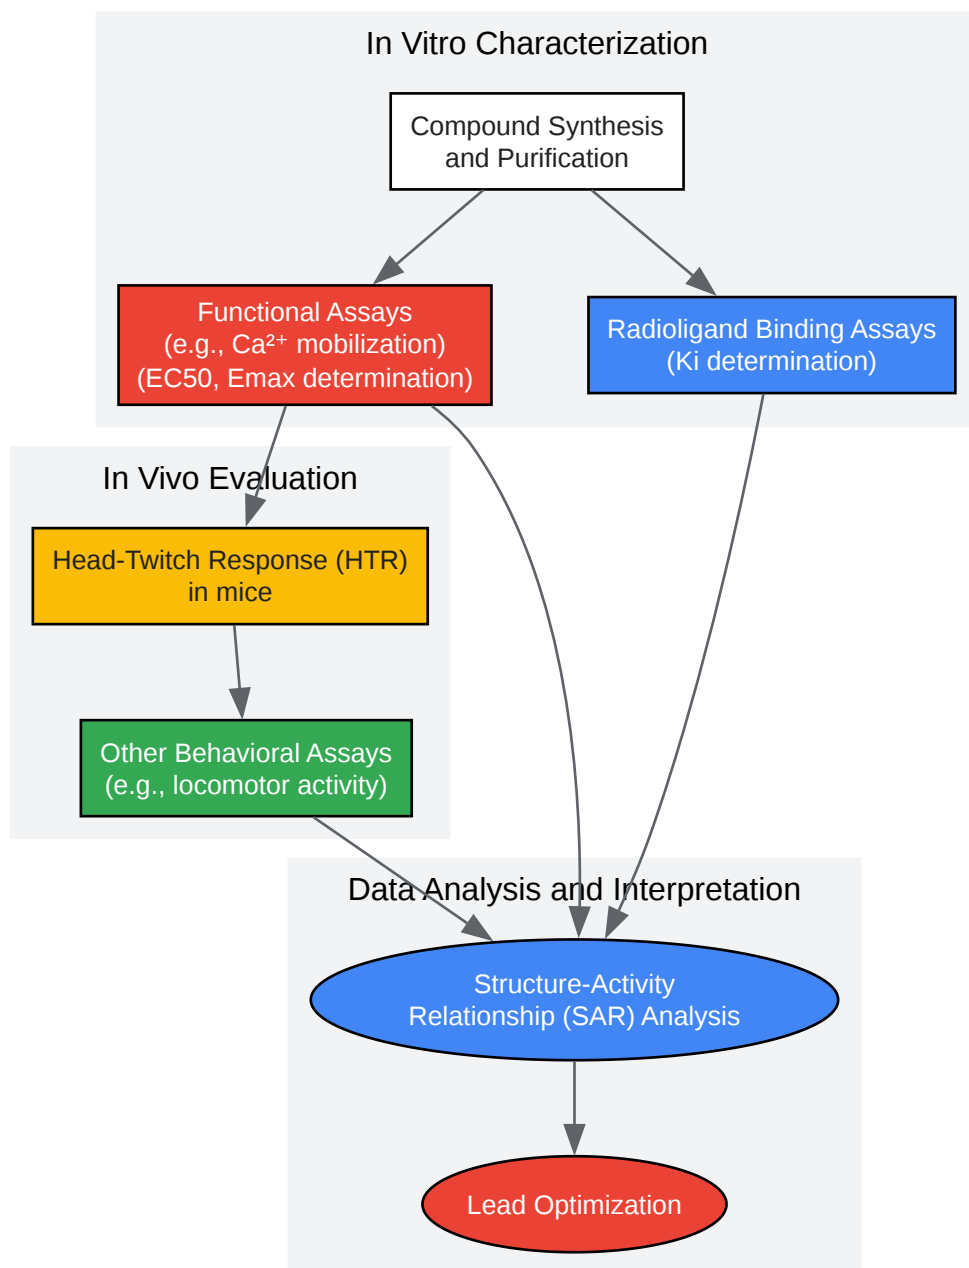 In Vitro Characterization
Compound Synthesis
and Purification
Functional Assays
(e.g., Ca²⁺ mobilization)
(EC50, Emax determination)
Radioligand Binding Assays
(Ki determination)
In Vivo Evaluation
Head-Twitch Response (HTR)
in mice
Other Behavioral Assays
(e.g., locomotor activity)
Data Analysis and Interpretation
Structure-Activity
Relationship (SAR) Analysis
Lead Optimization